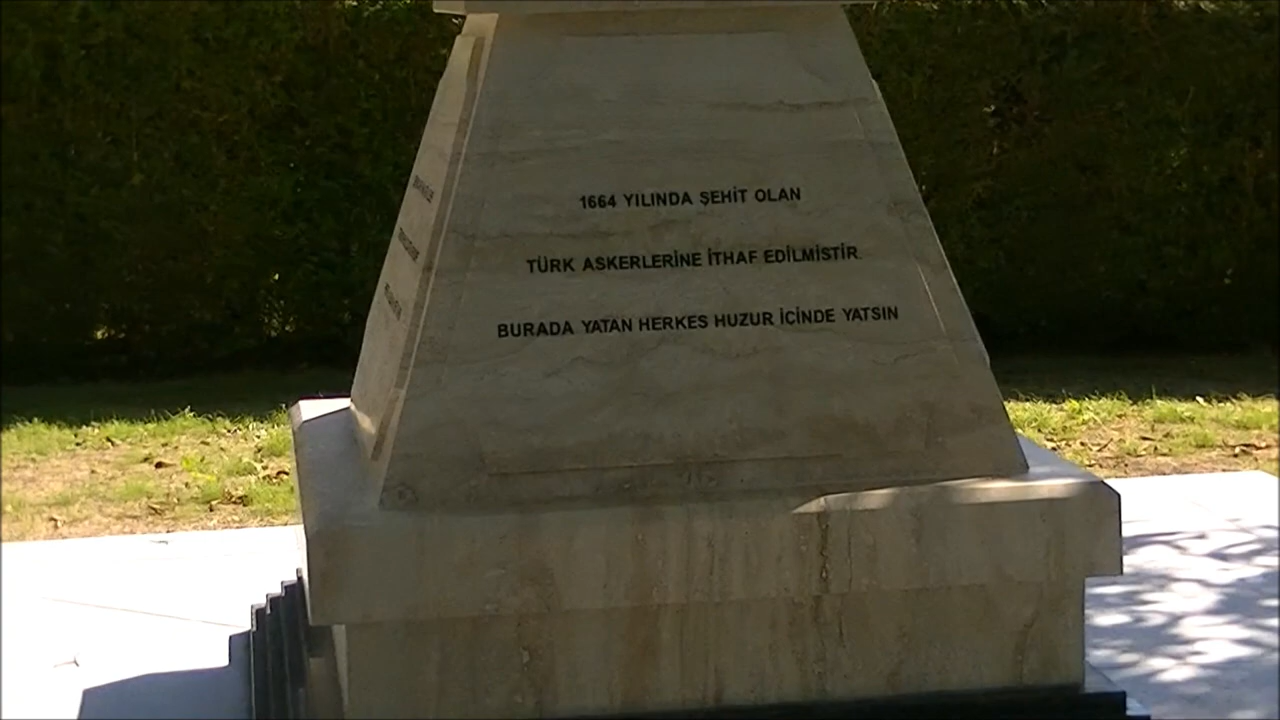 1664 YILINDA ŞEHİT OLAN
TÜRK ASKERLERİNE İTHAF EDİLMİSTİR
BURADA YATAN HERKES HUZUR İÇİNDE YATSIN